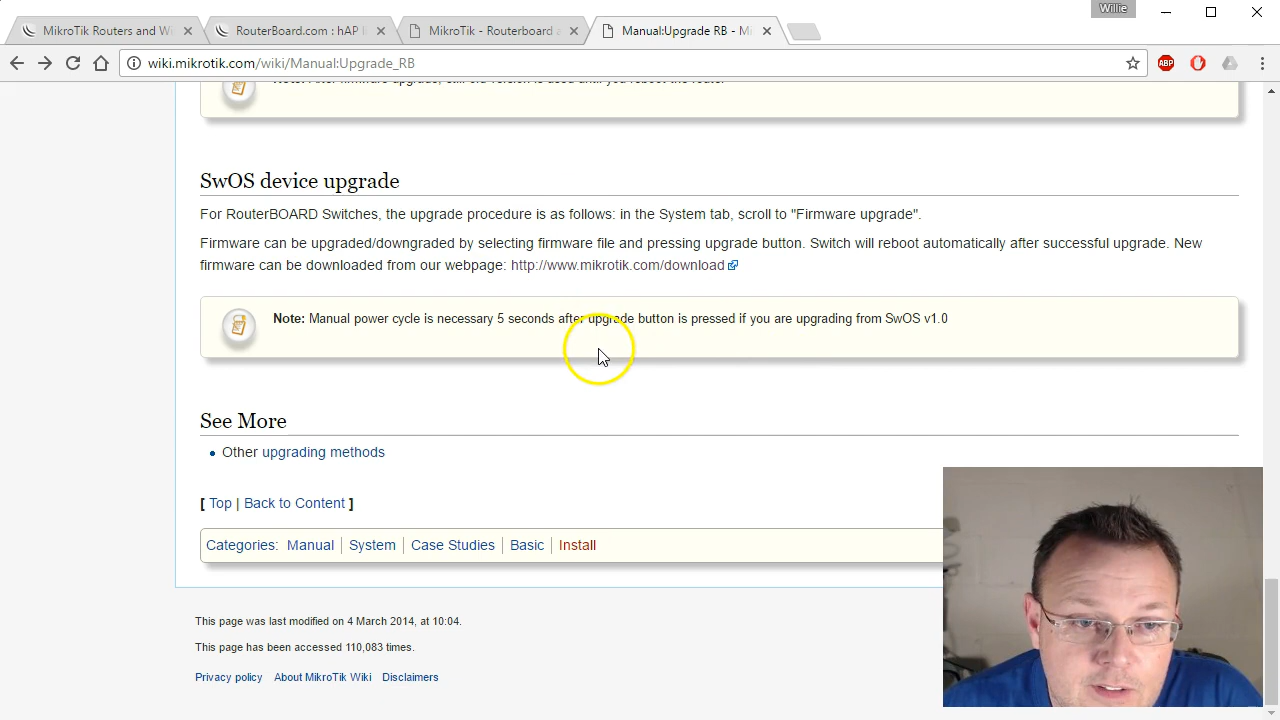 Willie
MikroTik Routers and Wi
RouterBoard.com : hAP
MikroTik - Routerboard
Manual:Upgrade RB - Mi
wiki.mikrotik.com/wiki/Manual:Upgrade_RB
ABP
SwOS device upgrade
For RouterBOARD Switches, the upgrade procedure is as follows: in the System tab, scroll to "Firmware upgrade".
Firmware can be upgraded/downgraded by selecting firmware file and pressing upgrade button. Switch will reboot automatically after successful upgrade. New
firmware can be downloaded from our webpage: http://www.mikrotik.com/download
Note: Manual power cycle is necessary 5 seconds after upgrade button is pressed if you are upgrading from SwOS v1.0
See More
Other upgrading methods
[ Top | Back to Content ]
Categories: Manual | System | Case Studies | Basic | Install
This page was last modified on 4 March 2014, at 10:04.
This page has been accessed 110,083 times.
Privacy policy About MikroTik Wiki Disclaimers